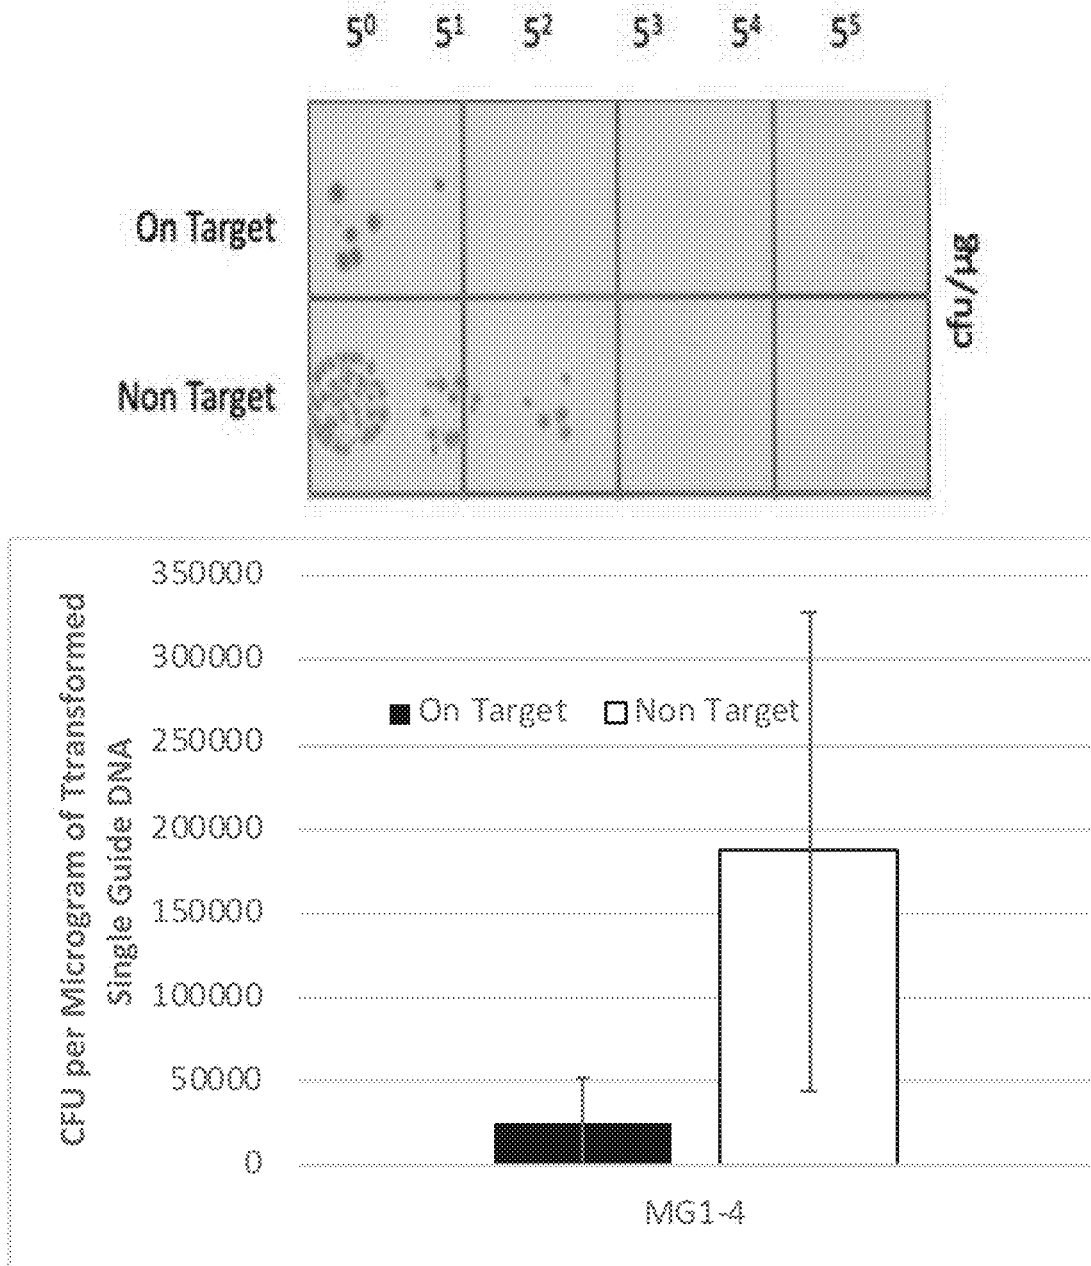 5⁰ 5¹ 5² 5³ 5⁴ 5⁵
On Target
Non Target
cfu/µg
CFU per Microgram of Ttransformed
Single Guide DNA
350000
300000
On Target Non Target
250000
200000
150000
100000
50000
0
MG1-4